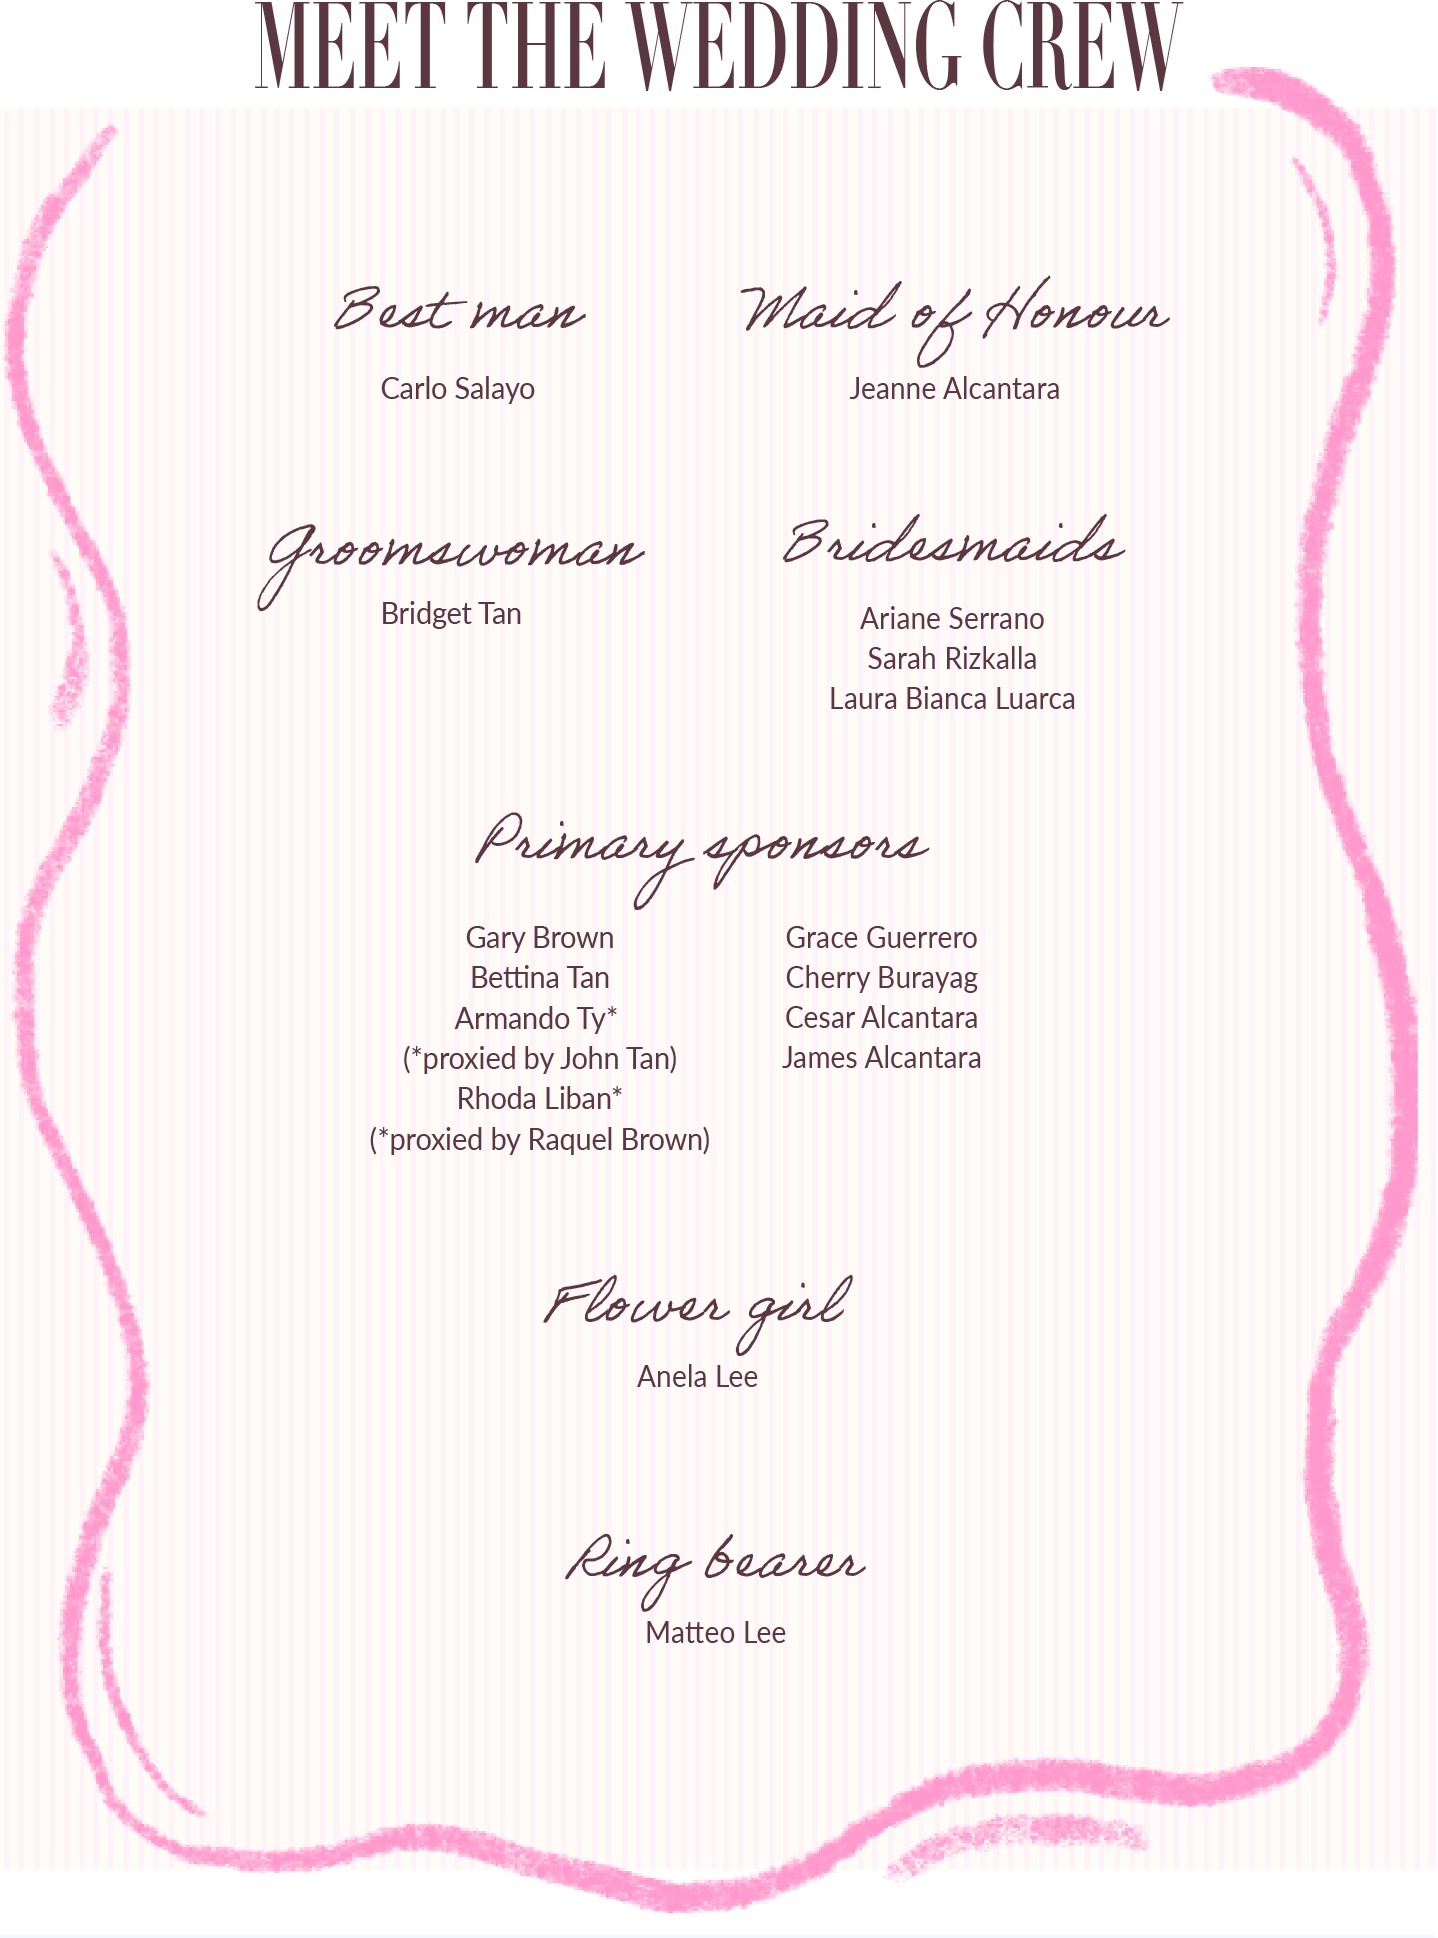 MEET THE WEDDING CREW
Best man
Carlo Salayo
Maid of Honour
Jeanne Alcantara
Groomswoman
Bridget Tan
Bridesmaids
Ariane Serrano
Sarah Rizkalla
Laura Bianca Luarca
Primary sponsors
Gary Brown
Bettina Tan
Armando Ty*
(*proxied by John Tan)
Rhoda Liban*
(*proxied by Raquel Brown)
Grace Guerrero
Cherry Burayag
Cesar Alcantara
James Alcantara
Flower girl
Anela Lee
Ring bearer
Matteo Lee